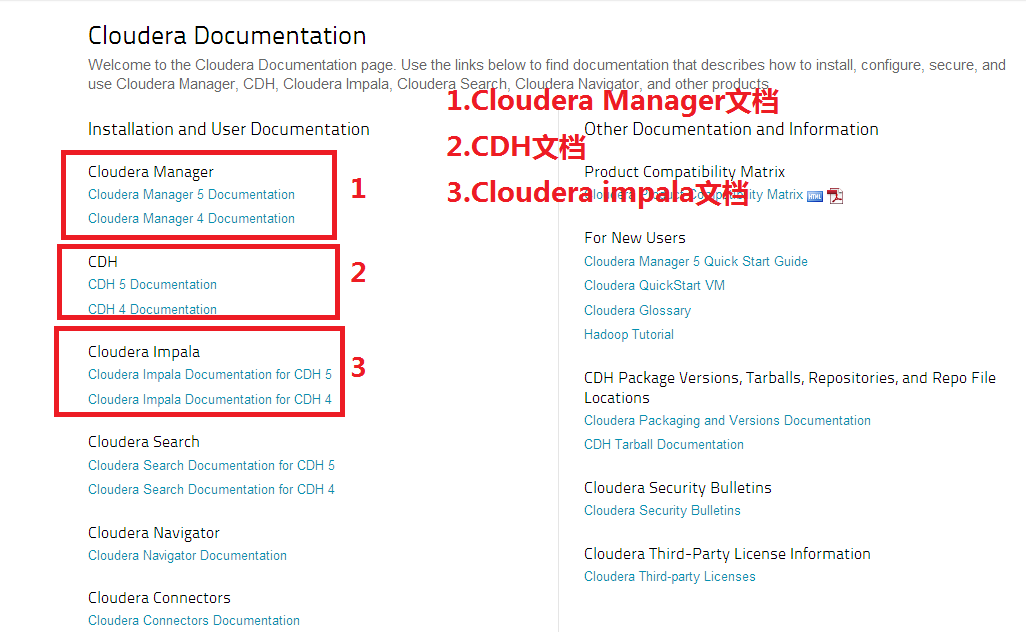 Cloudera Documentation
Welcome to the Cloudera Documentation page. Use the links below to find documentation that describes how to install, configure, secure, and
use Cloudera Manager, CDH, Cloudera Impala, Cloudera Search, Cloudera Navigator, and other products.
1.Cloudera Manager文档
2.CDH文档
3.Cloudera inpala文档
Installation and User Documentation
Cloudera Manager
Cloudera Manager 5 Documentation
Cloudera Manager 4 Documentation
1
CDH
CDH 5 Documentation
CDH 4 Documentation
2
Cloudera Impala
Cloudera Impala Documentation for CDH 5
Cloudera Impala Documentation for CDH 4
3
Cloudera Search
Cloudera Search Documentation for CDH 5
Cloudera Search Documentation for CDH 4
Cloudera Navigator
Cloudera Navigator Documentation
Cloudera Connectors
Cloudera Connectors Documentation
Other Documentation and Information
Product Compatibility Matrix
Cloudera Product Compatibility Matrix
For New Users
Cloudera Manager 5 Quick Start Guide
Cloudera QuickStart VM
Cloudera Glossary
Hadoop Tutorial
CDH Package Versions, Tarballs, Repositories, and Repo File
Locations
Cloudera Packaging and Versions Documentation
CDH Tarball Documentation
Cloudera Security Bulletins
Cloudera Security Bulletins
Cloudera Third-Party License Information
Cloudera Third-party Licenses